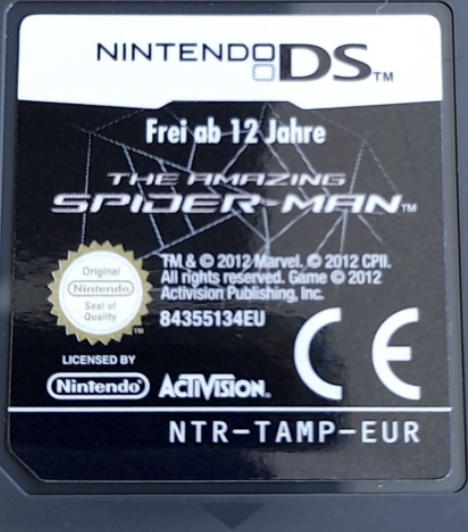 NINTENDO DS™
Frei ab 12 Jahre
THE AMAZING
SPIDER-MAN™
TM & © 2012 Marvel. © 2012 CPII.
All rights reserved. Game © 2012
Activision Publishing, Inc.
84355134EU
Original
Nintendo
Seal of
Quality
TM
CE
LICENSED BY
Nintendo®
ACTIVISION®
NTR-TAMP-EUR